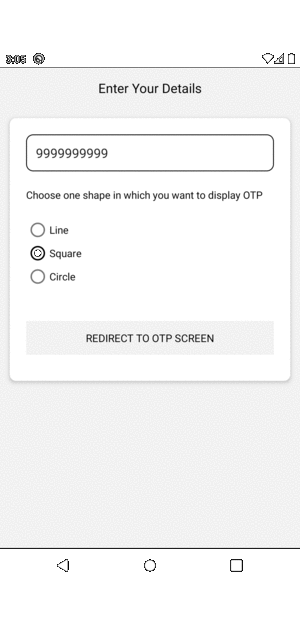 3:05
Enter Your Details
9999999999
Choose one shape in which you want to display OTP
Line
Square
Circle
REDIRECT TO OTP SCREEN